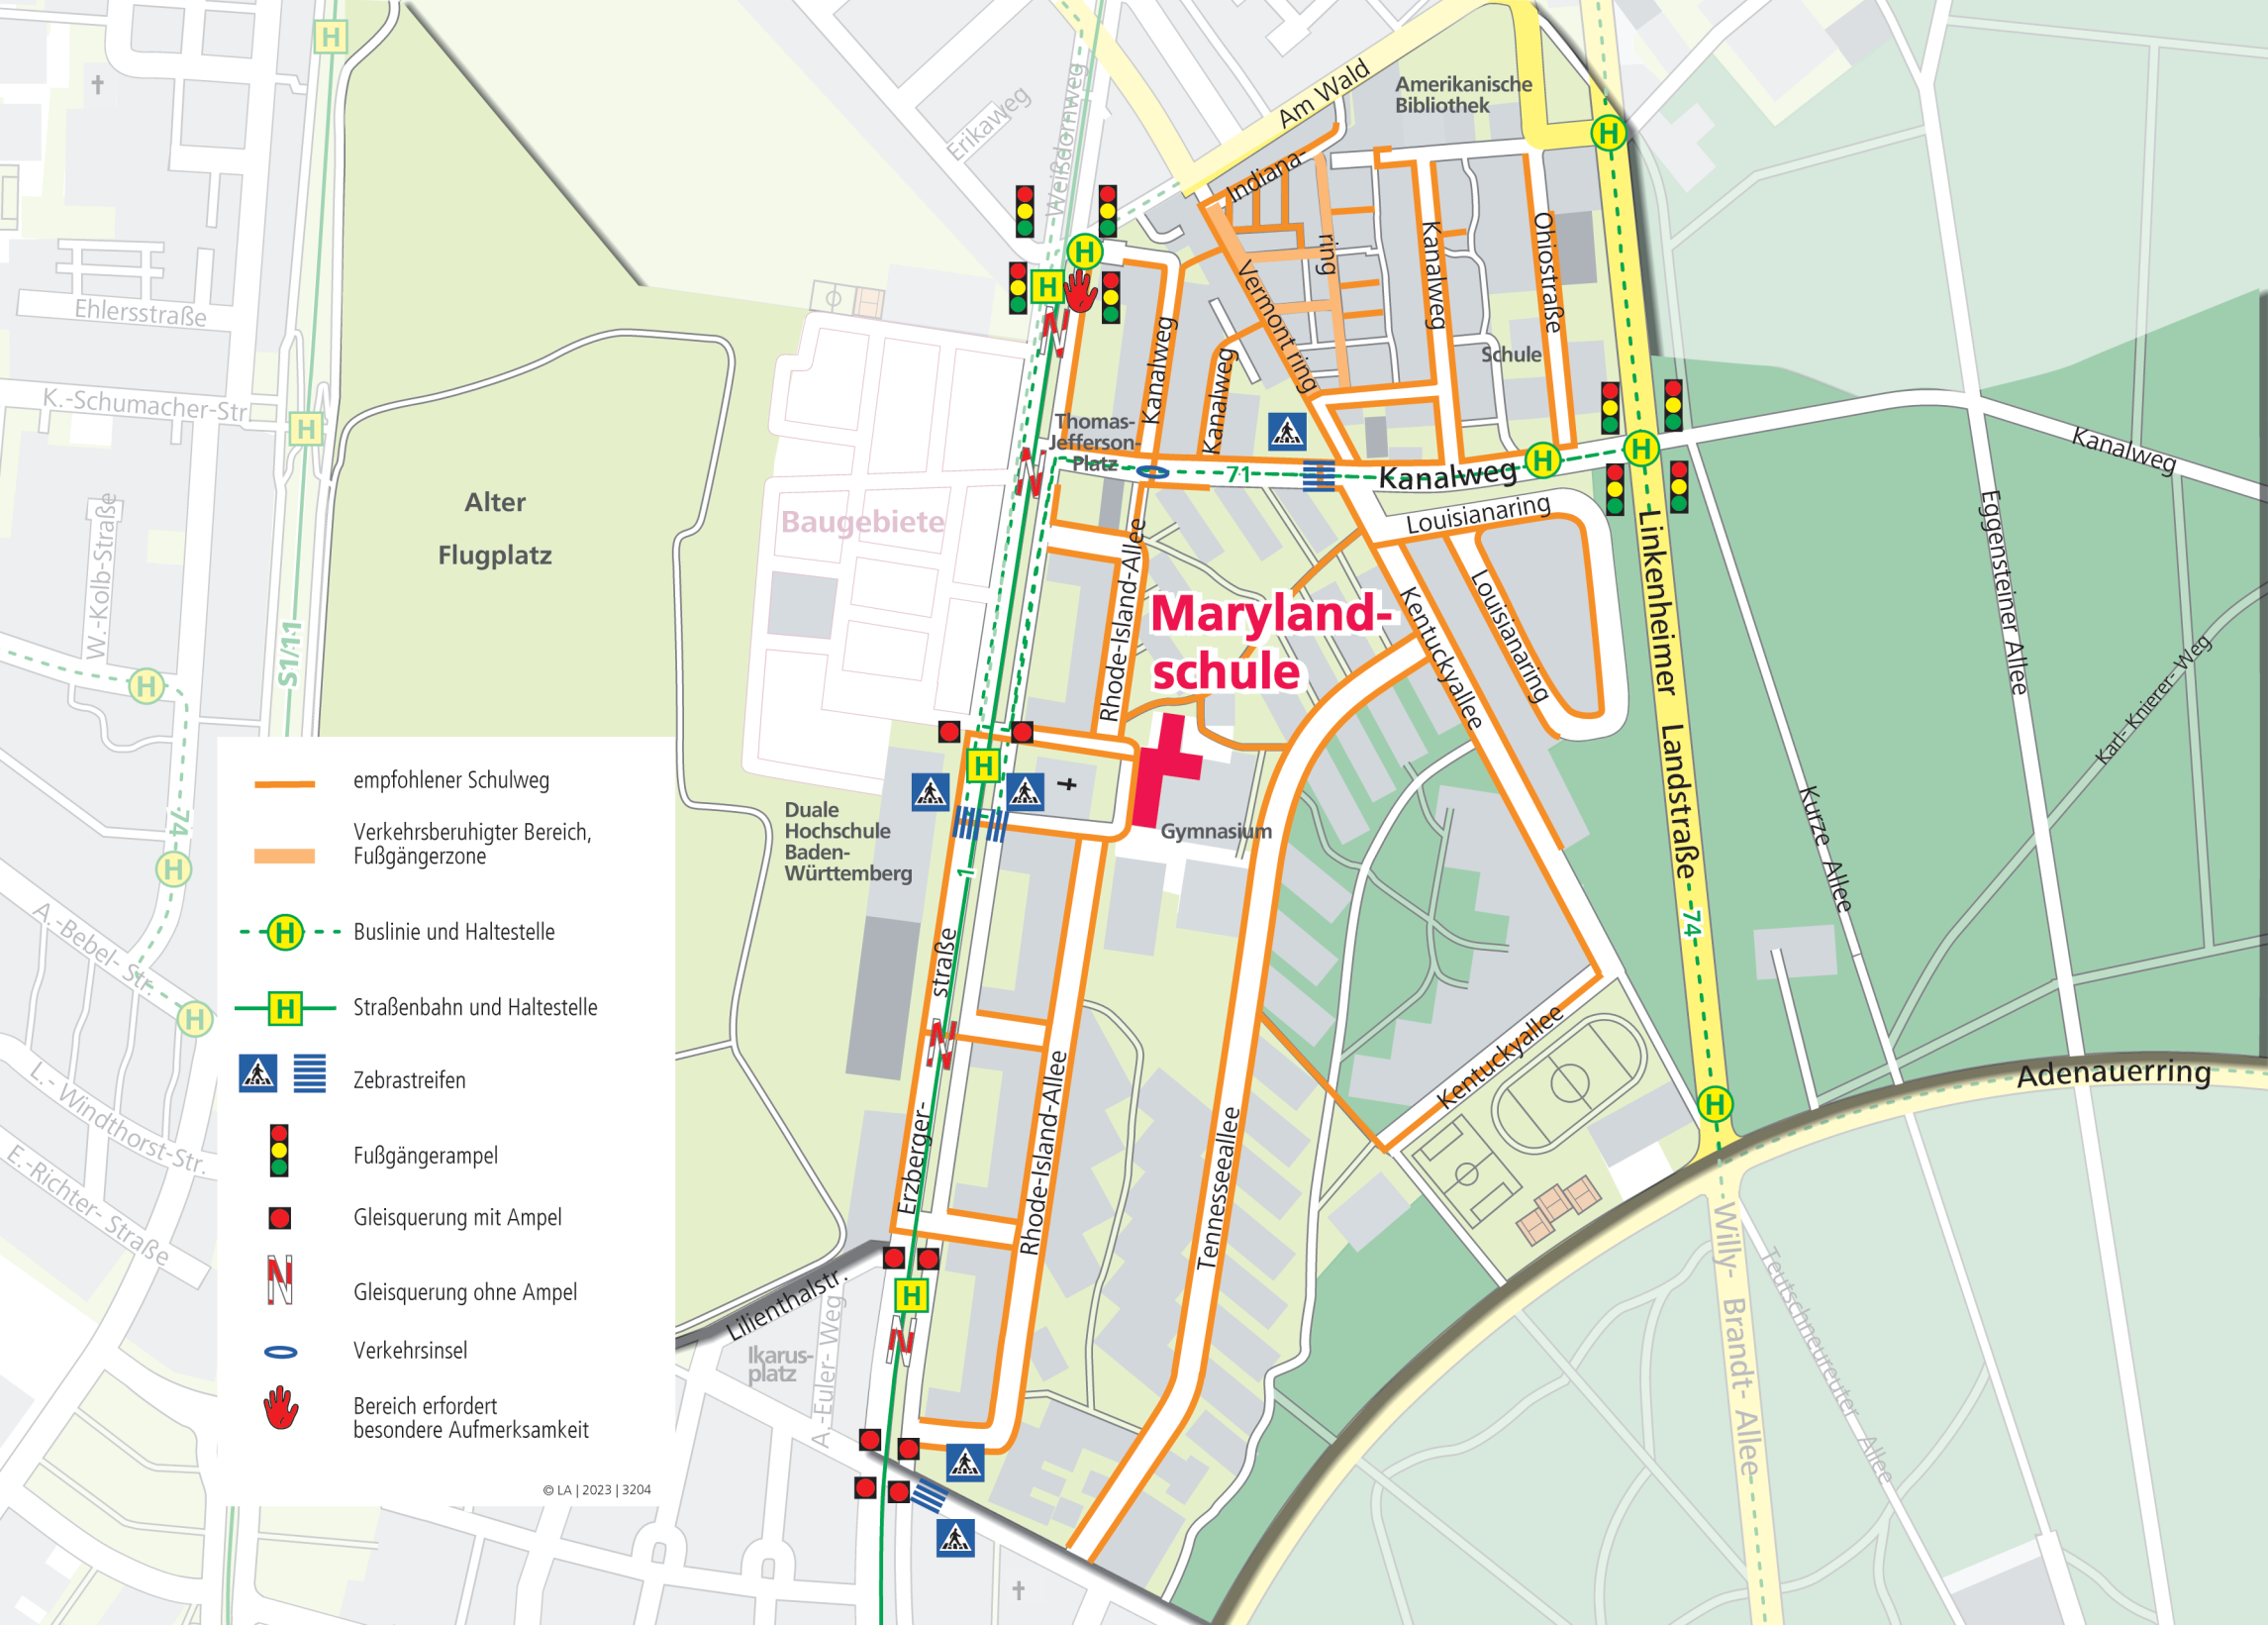 H
Am Wald
Amerikanische
Bibliothek
Erikaweg
Weißdornweg
Indiana-
ring
H
H
H
Ehlersstraße
K.-Schumacher-Str.
H
W.-Kolb-Straße
S1/11
Vermont ring
Kanalweg
Kanalweg
Kanalweg
Ohiostraße
Schule
Thomas-
Jefferson-
Platz
71
Kanalweg
H
H
Kanalweg
N
N
Alter
Flugplatz
Baugebiete
Louisianaring
Louisianaring
Rhode-Island-Allee
Maryland-
schule
Kentuckyallee
Linkenheimer Landstraße
Eggensteiner Allee
Karl-Knierer-Weg
Kurze Allee
H
74
H
A.-Bebel-Str.
H
L.-Windthorst-Str.
E.-Richter-Straße
H
Duale
Hochschule
Baden-
Württemberg
Gymnasium
1
74
Erzberger-
straße
N
Rhode-Island-Allee
Tennesseeallee
Kentuckyallee
H
Adenauerring
Lilienthalstr.
H
N
Ikarus-
platz
A.-Euler-Weg
Willy- Brandt- Allee
Teutschneureuter Allee
empfohlener Schulweg
Verkehrsberuhigter Bereich,
Fußgängerzone
H
Buslinie und Haltestelle
H
Straßenbahn und Haltestelle
Zebrastreifen
Fußgängerampel
Gleisquerung mit Ampel
N
Gleisquerung ohne Ampel
Verkehrsinsel
Bereich erfordert
besondere Aufmerksamkeit
© LA | 2023 | 3204